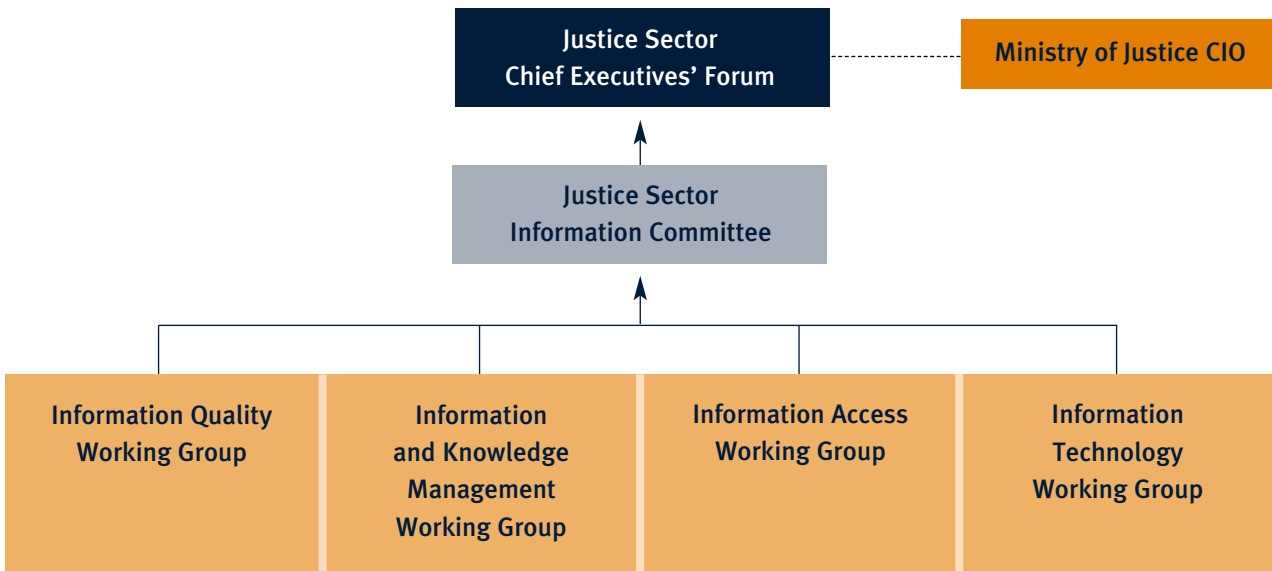 Justice Sector
Chief Executives’ Forum
Ministry of Justice CIO
Justice Sector
Information Committee
Information Quality
Working Group
Information
and Knowledge
Management
Working Group
Information Access
Working Group
Information
Technology
Working Group